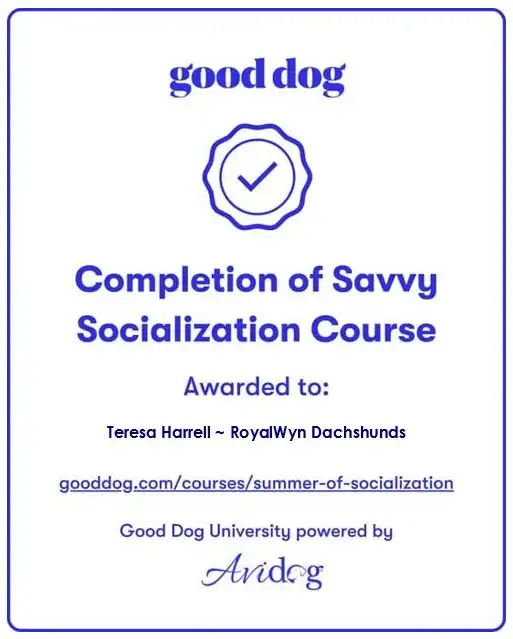 good dog
Completion of Savvy
Socialization Course
Awarded to:
Teresa Harrell ~ RoyalWyn Dachshunds
gooddog.com/courses/summer-of-socialization
Good Dog University powered by
Avidog